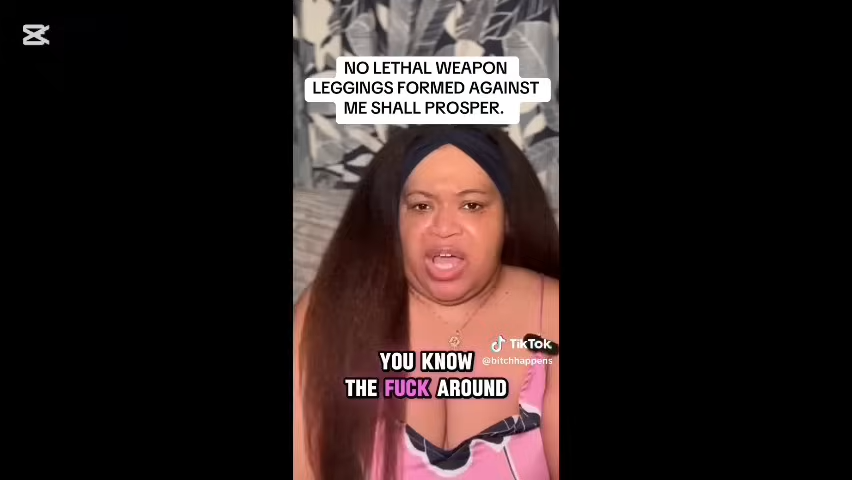 NO LETHAL WEAPON
LEGGINGS FORMED AGAINST
ME SHALL PROSPER.
TikTok
@bitchhappens
YOU KNOW
THE FUCK AROUND